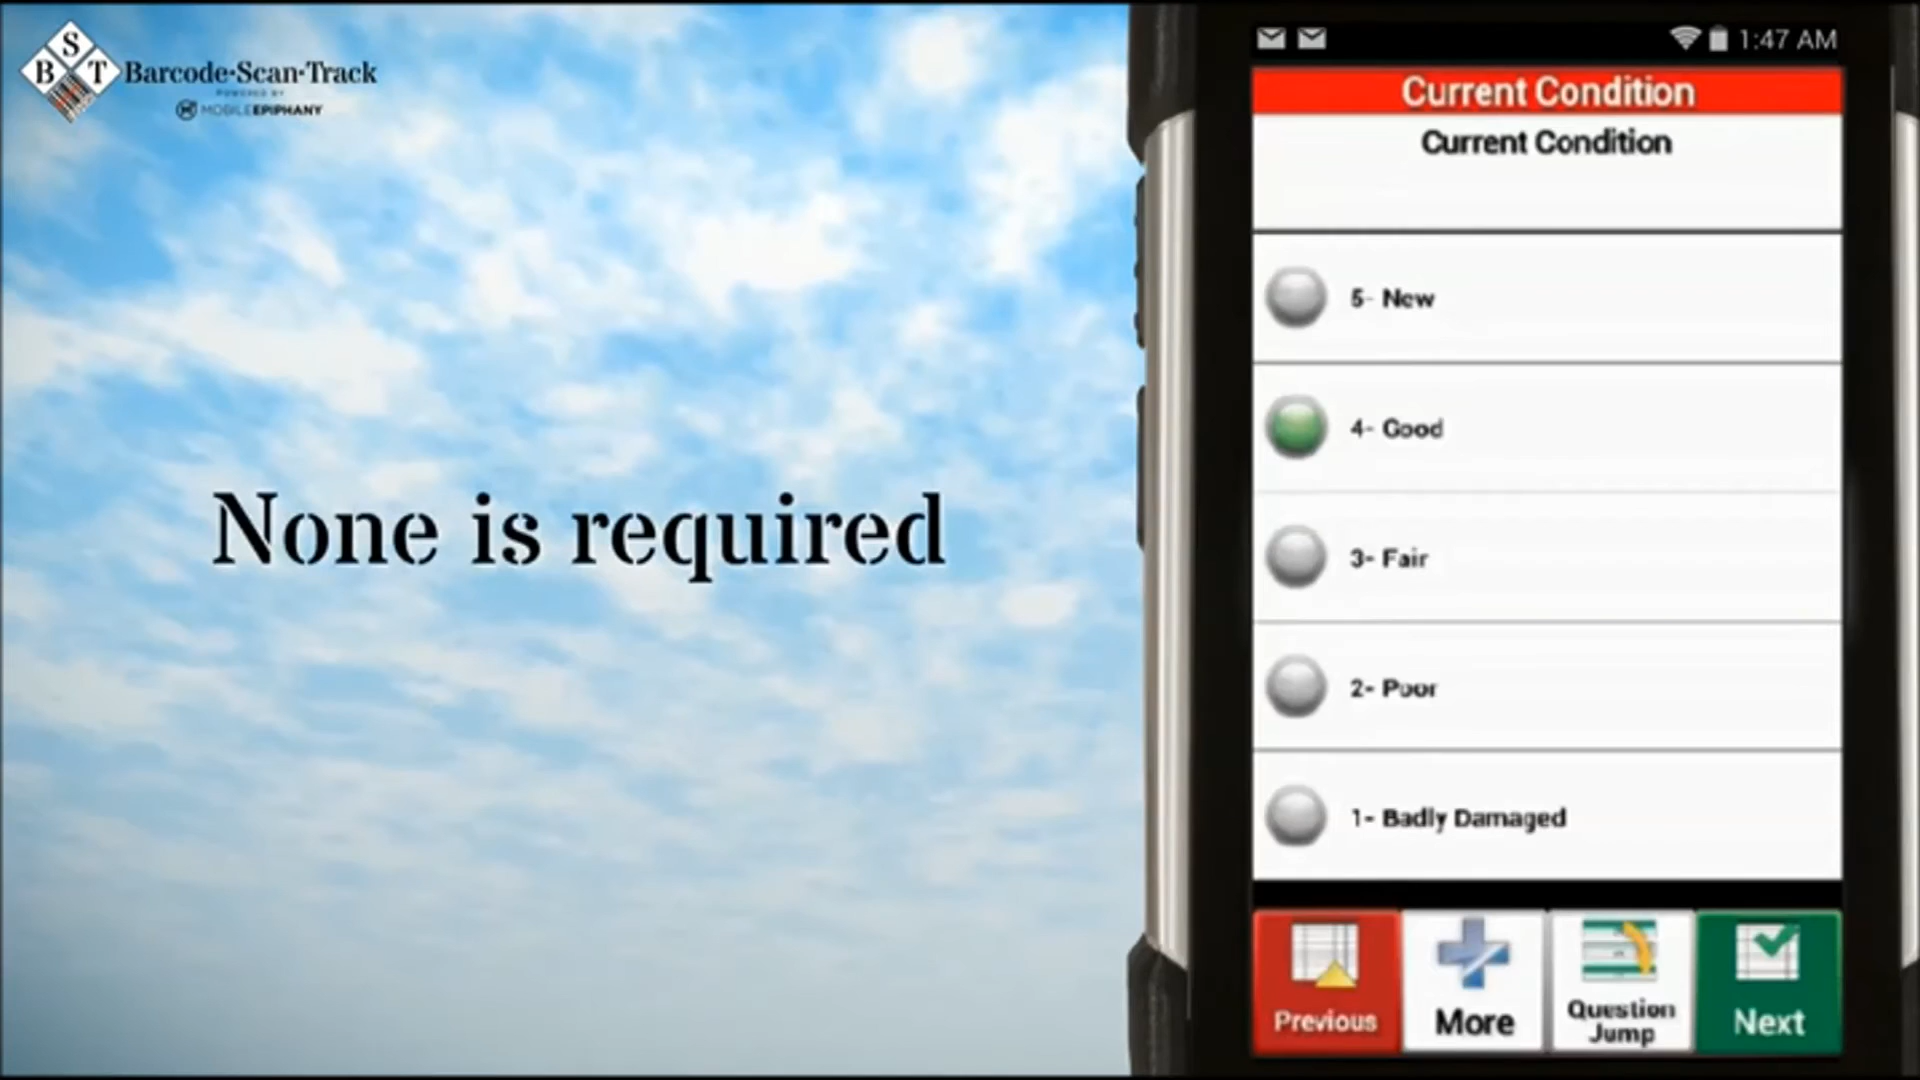 S
B T
Barcode-Scan-Track
POWERED BY
MOBILEEPIPHANY
None is required
1:47 AM
Current Condition
Current Condition
5- New
4- Good
3- Fair
2- Poor
1- Badly Damaged
Previous
More
Question
Jump
Next